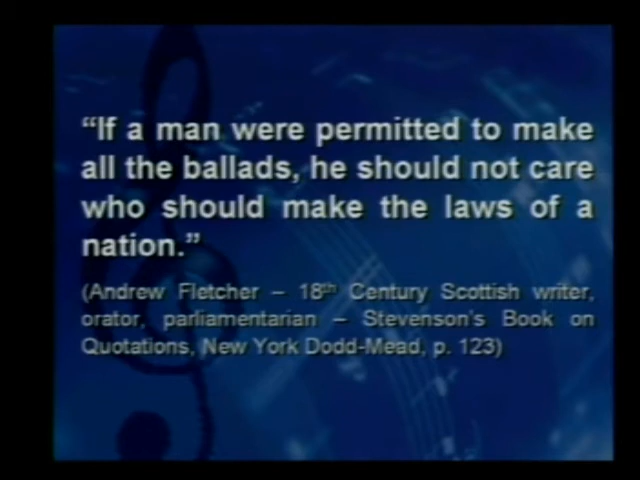 “If a man were permitted to make
all the ballads, he should not care
who should make the laws of a
nation.”
(Andrew Fletcher – 18th Century Scottish writer,
orator, parliamentarian – Stevenson's Book on
Quotations, New York Dodd-Mead, p. 123)